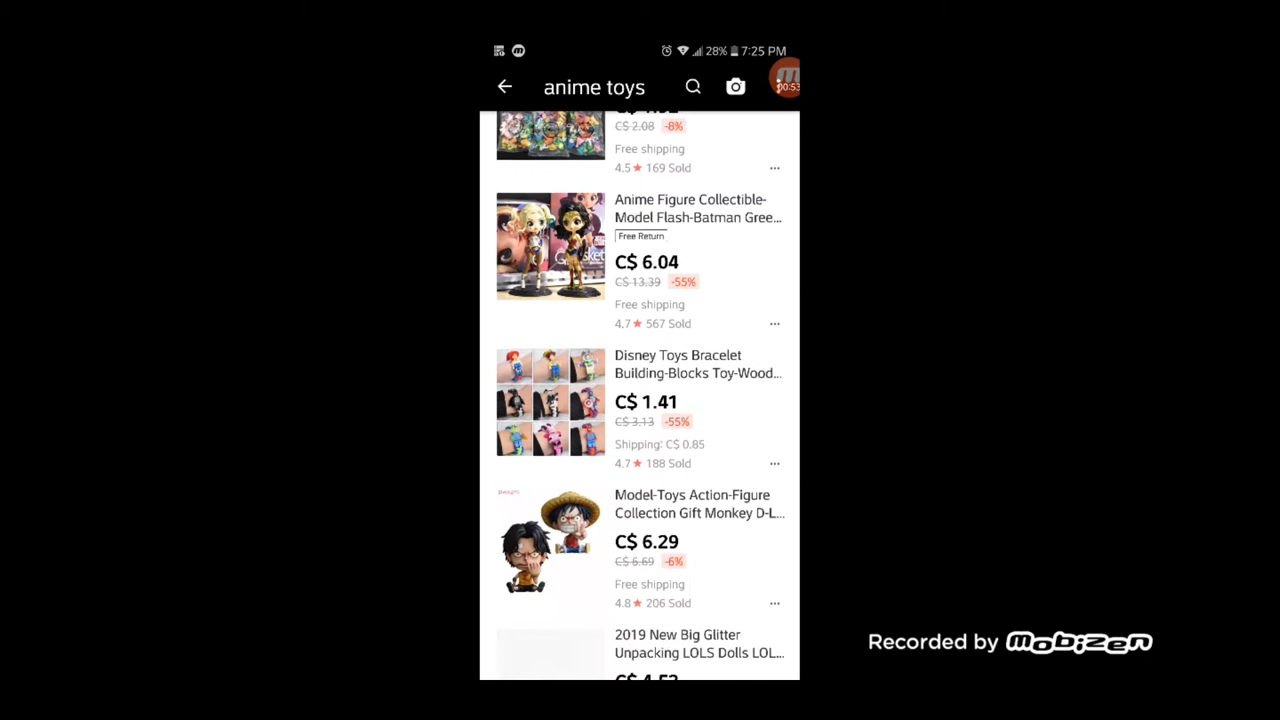 28% 7:25 PM
anime toys
00:53
C$ 2.08 -8%
Free shipping
4.5★ 169 Sold
Anime Figure Collectible-
Model Flash-Batman Gree...
Free Return
C$ 6.04
C$ 13.39 -55%
Free shipping
4.7★ 567 Sold
Disney Toys Bracelet
Building-Blocks Toy-Wood...
C$ 1.41
C$ 3.13 -55%
Shipping: C$ 0.85
4.7★ 188 Sold
Model-Toys Action-Figure
Collection Gift Monkey D-L...
C$ 6.29
C$ 6.69 -6%
Free shipping
4.8★ 206 Sold
2019 New Big Glitter
Unpacking LOLS Dolls LOL...
C$ 4.53
Recorded by mobizen